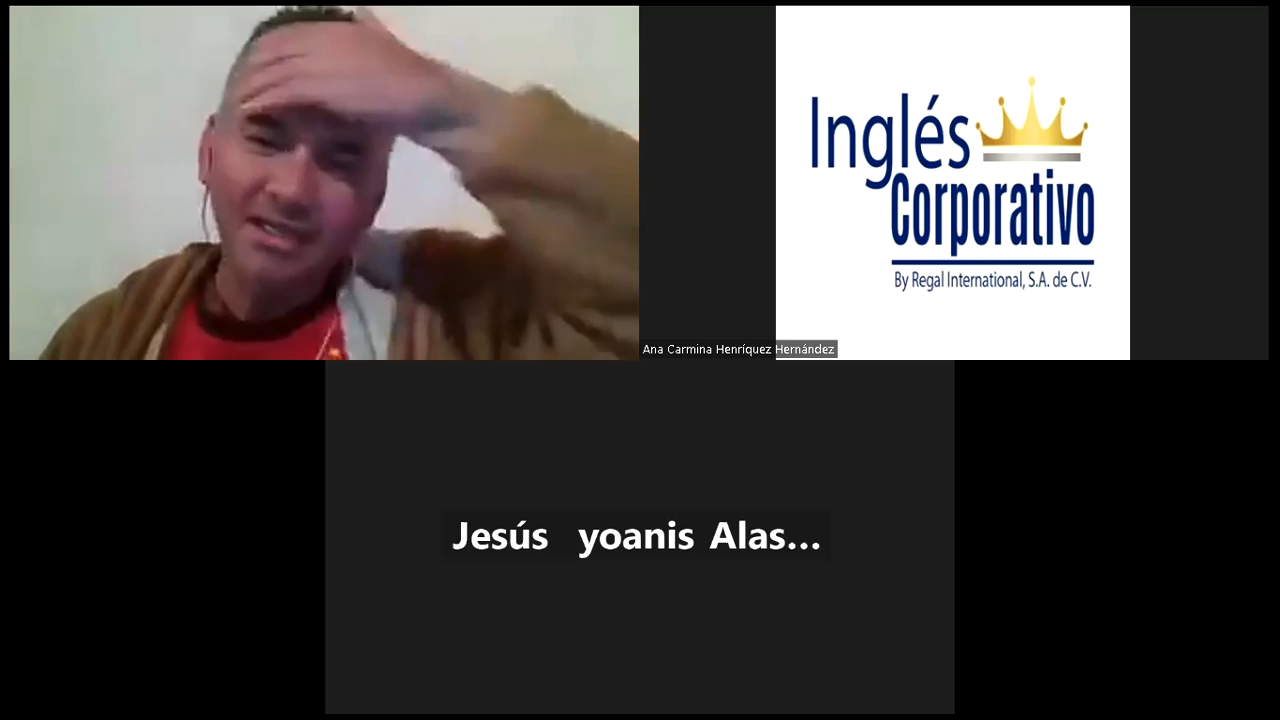 Inglés
Corporativo
By Regal International, S.A. de C.V.
Ana Carmina Henríquez Hernández
Jesús yoanis Alas...